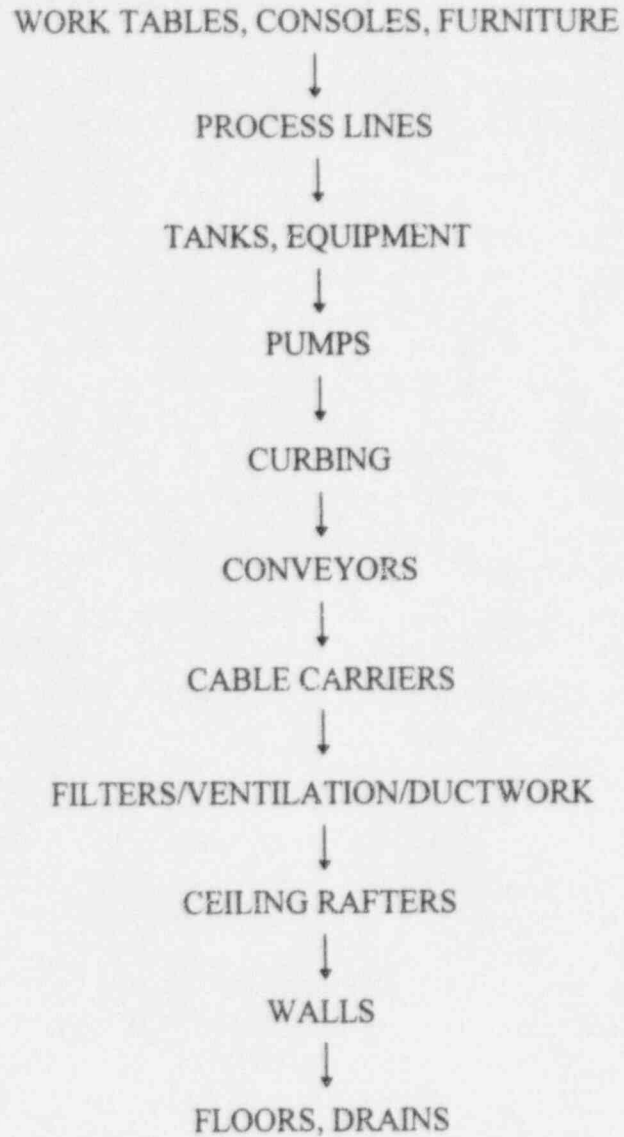 WORK TABLES, CONSOLES, FURNITURE
PROCESS LINES
TANKS, EQUIPMENT
PUMPS
CURBING
CONVEYORS
CABLE CARRIERS
FILTERS/VENTILATION/DUCTWORK
CEILING RAFTERS
WALLS
FLOORS, DRAINS